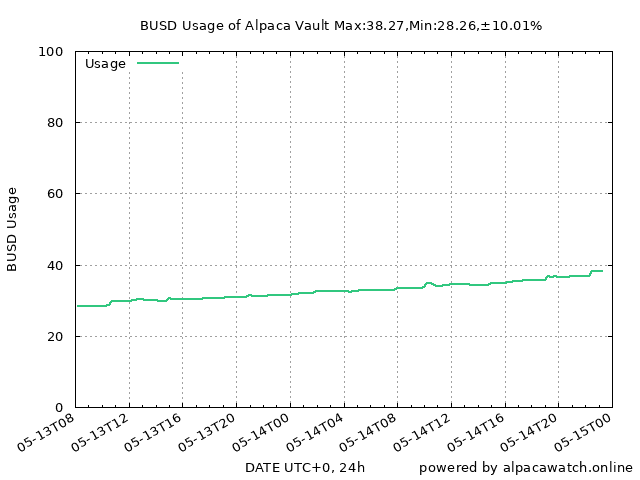 BUSD Usage of Alpaca Vault Max:38.27,Min:28.26,±10.01%
100
Usage
80
60
BUSD Usage
40
20
0
05-13T08
05-13T12
05-13T16
05-13T20
05-14T00
05-14T04
05-14T08
05-14T12
05-14T16
05-14T20
05-15T00
DATE UTC+0, 24h
powered by alpacawatch.online